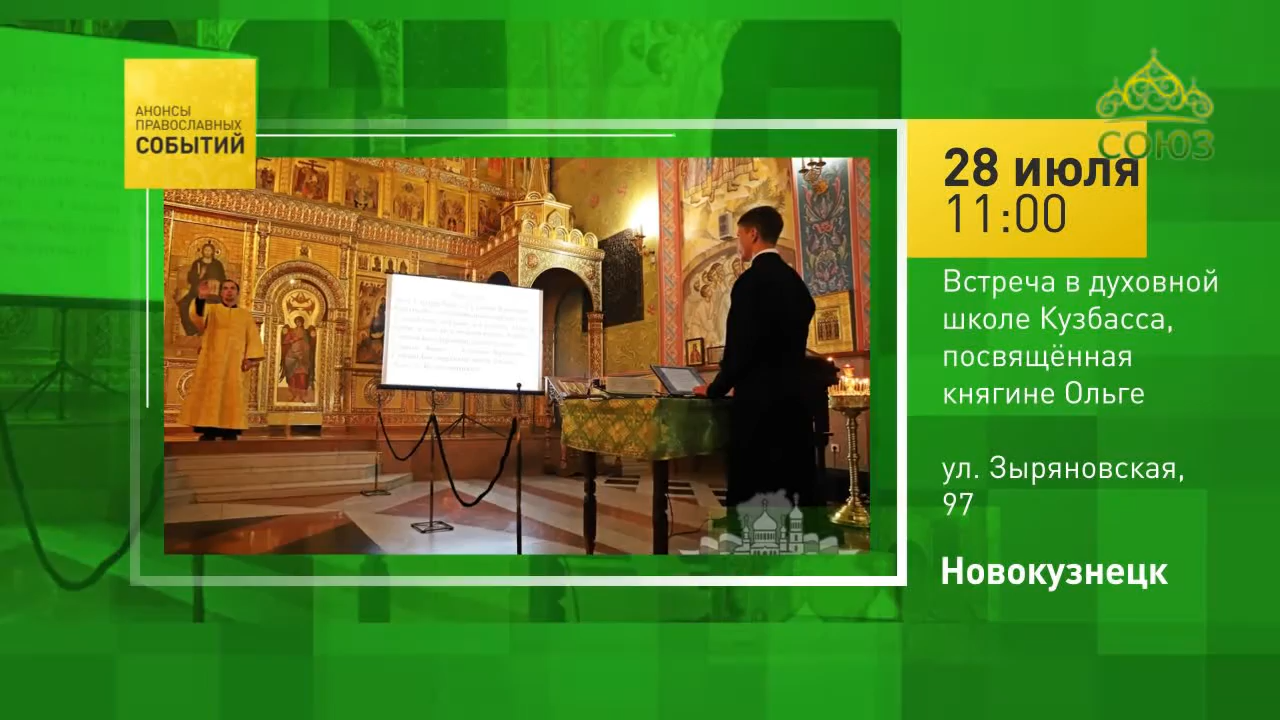 АНОНСЫ
ПРАВОСЛАВНЫХ
СОБЫТИЙ
СОЮЗ
28 июля
11:00
Встреча в духовной
школе Кузбасса,
посвящённая
княгине Ольге
ул. Зыряновская,
97
Новокузнецк